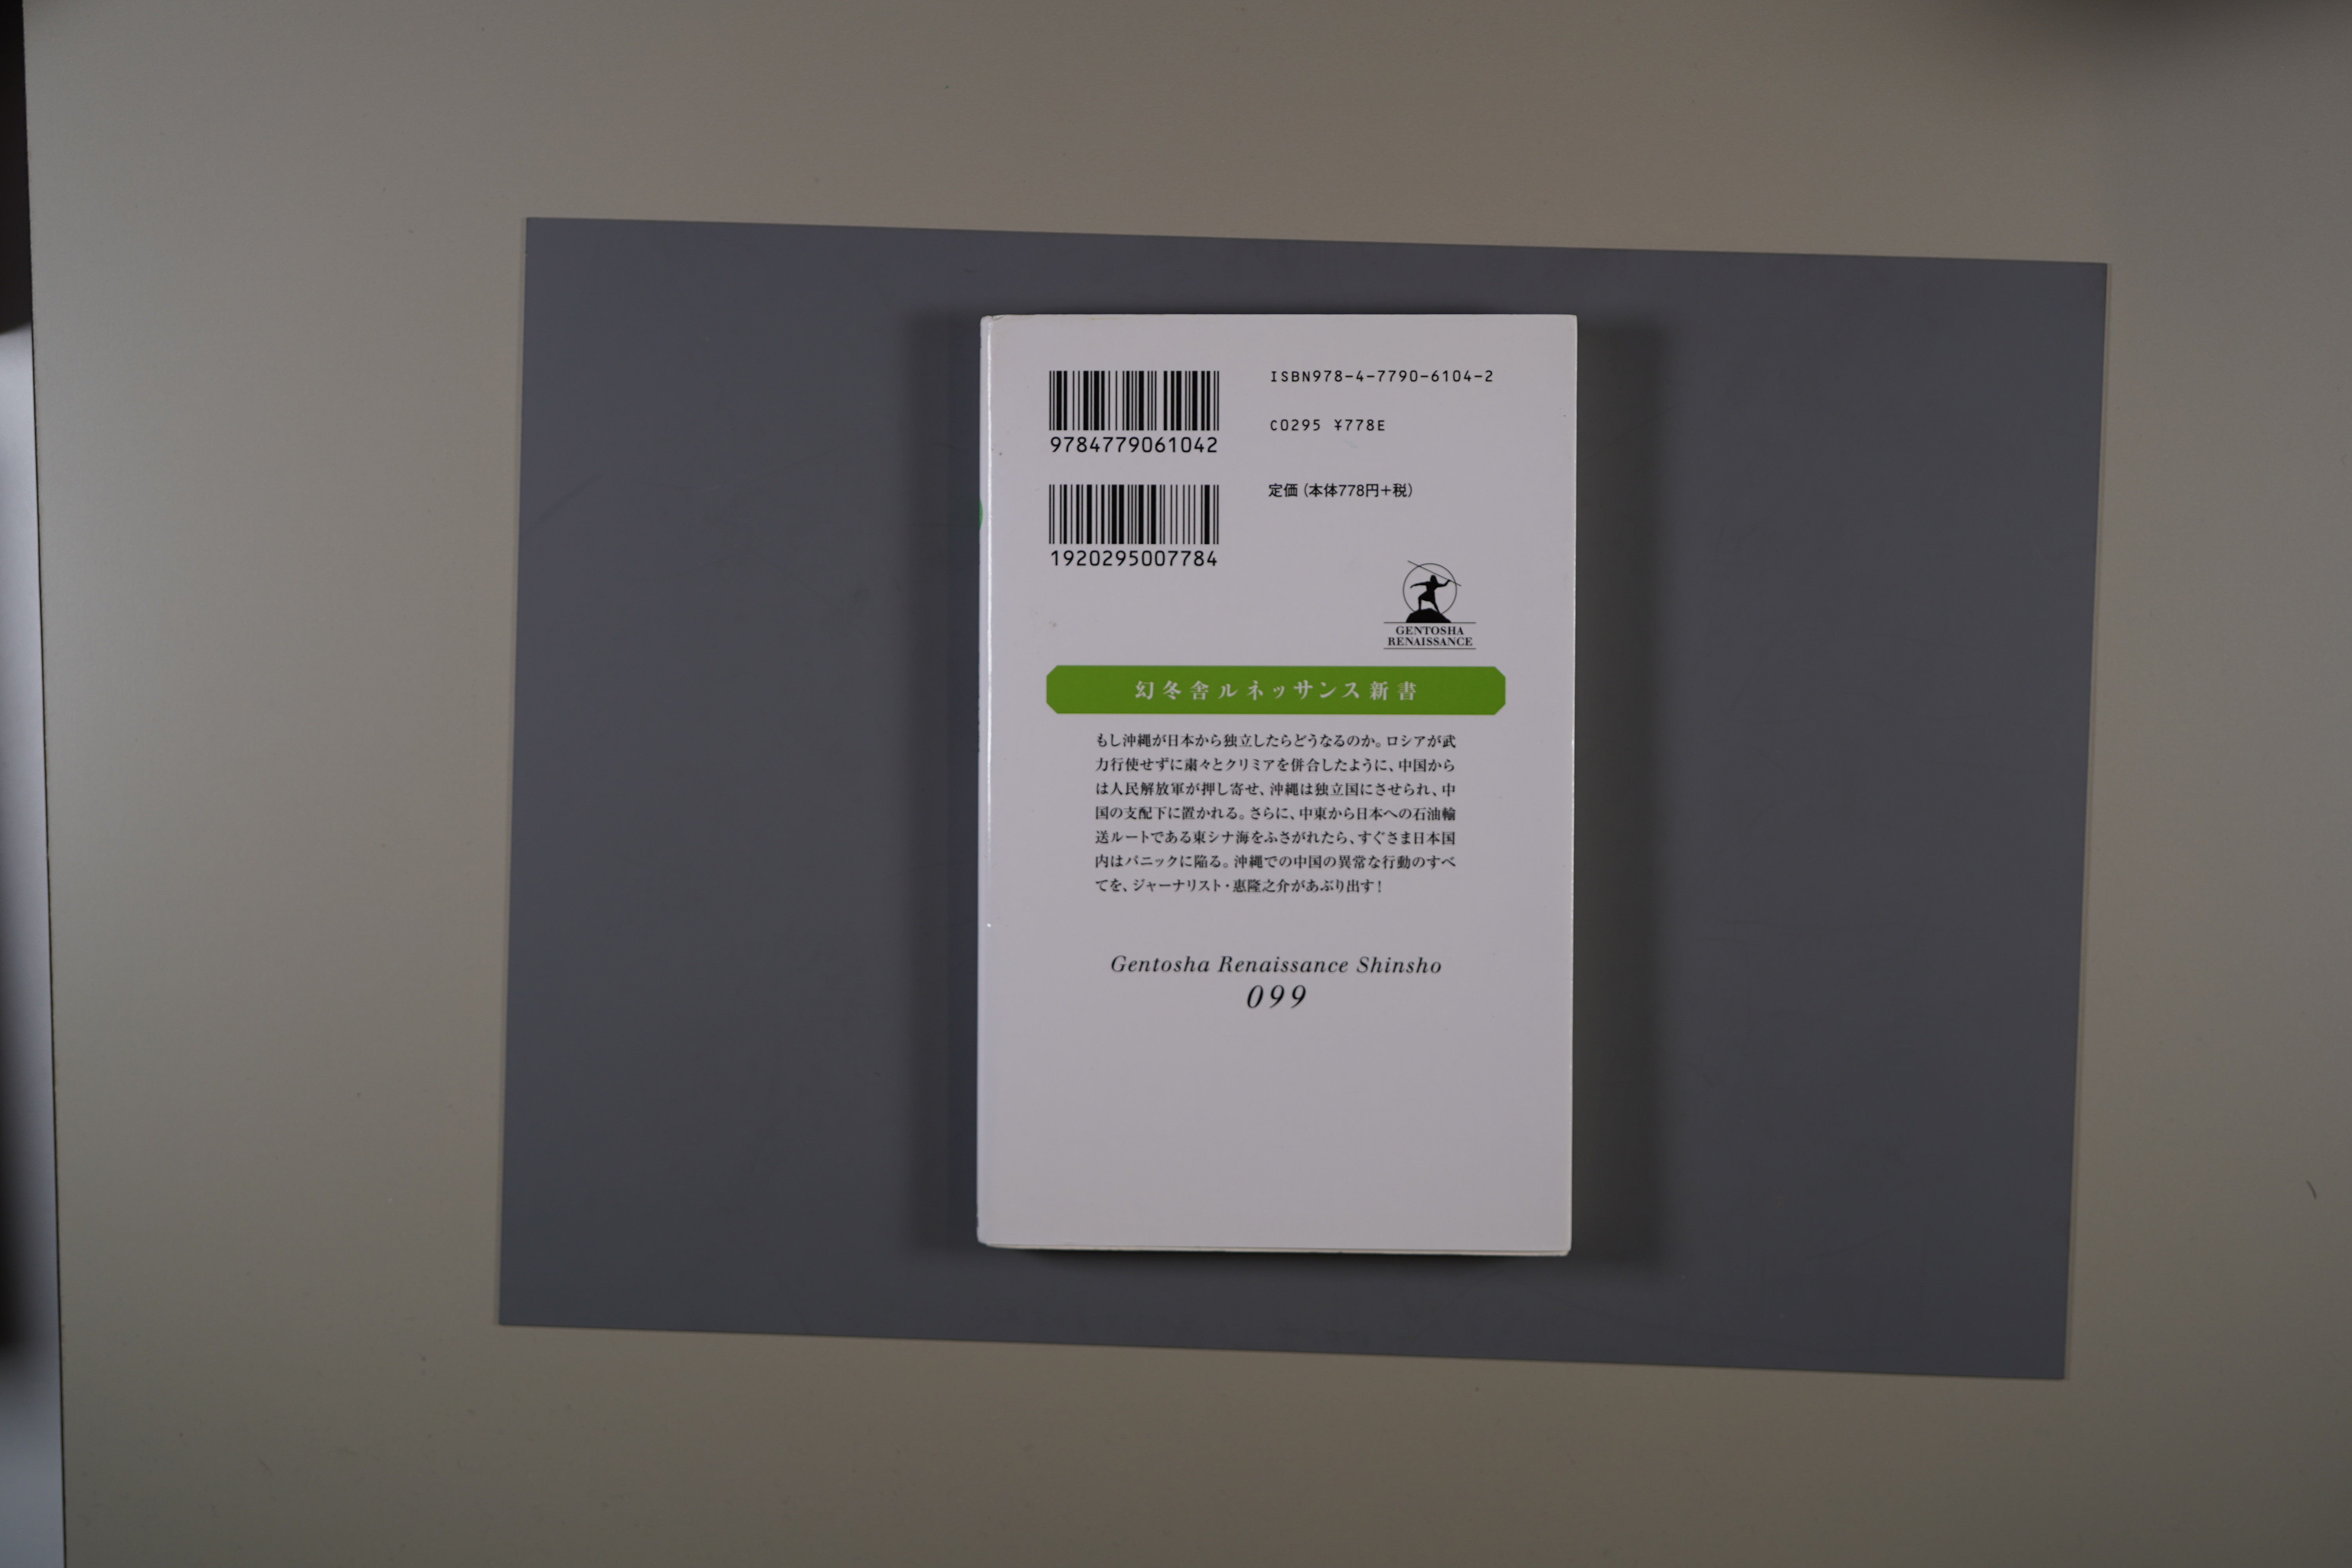 9784779061042
ISBN978-4-7790-6104-2
C0295 ¥778E
1920295007784
定価（本体778円＋税）
GENTOSHA
RENAISSANCE
幻冬舎ルネッサンス新書
もし沖縄が日本から独立したらどうなるのか。ロシアが武
力行使せずに粛々とクリミアを併合したように、中国から
は人民解放軍が押し寄せ、沖縄は独立国にさせられ、中
国の支配下に置かれる。さらに、中東から日本への石油輸
送ルートである東シナ海をふさがれたら、すぐさま日本国
内はパニックに陥る。沖縄での中国の異常な行動のすべ
てを、ジャーナリスト・惠隆之介があぶり出す！
Gentosha Renaissance Shinsho
099